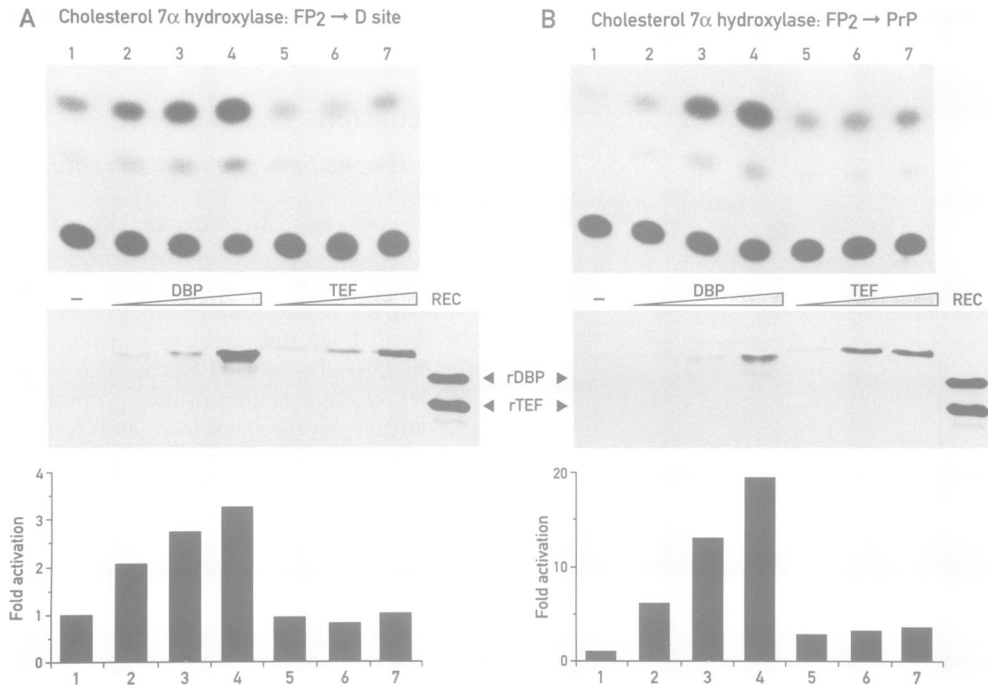 A Cholesterol 7α hydroxylase: FP2 → D site
1 2 3 4 5 6 7
– DBP TEF REC
◄ rDBP ►
◄ rTEF ►
Fold activation
4
3
2
1
0
1 2 3 4 5 6 7
B Cholesterol 7α hydroxylase: FP2 → PrP
1 2 3 4 5 6 7
– DBP TEF REC
Fold activation
20
10
0
1 2 3 4 5 6 7